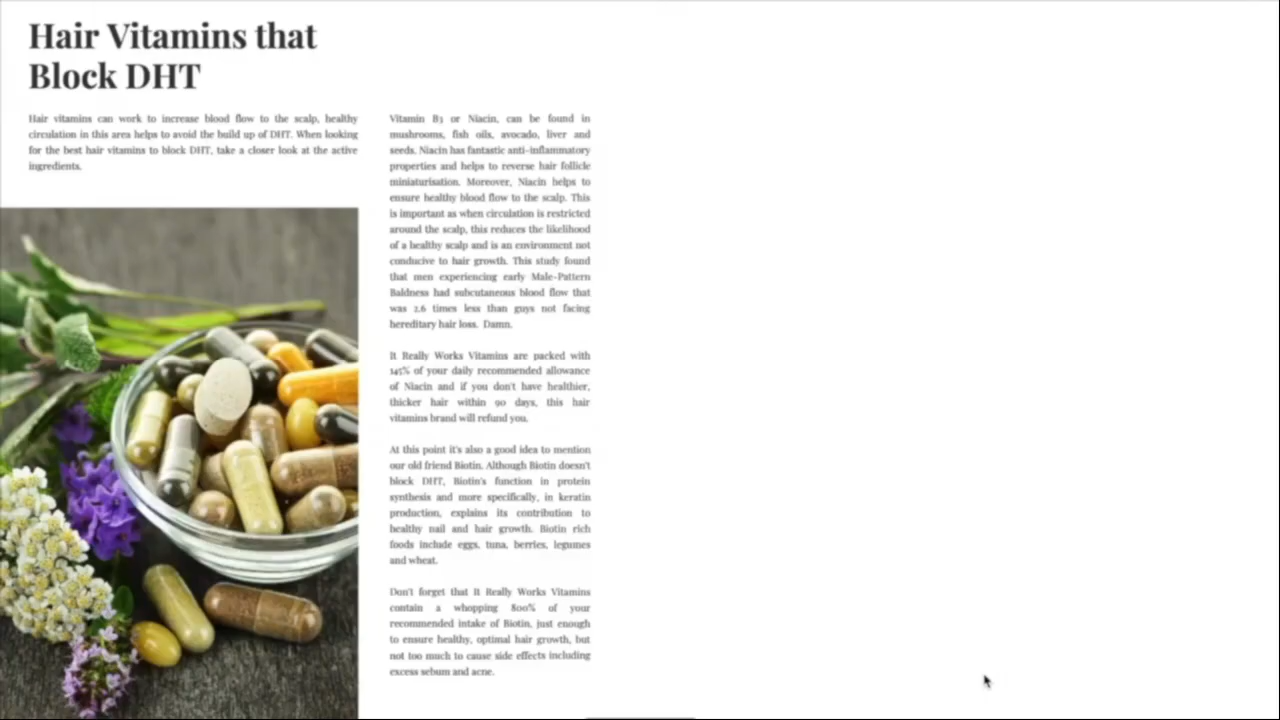 Hair Vitamins that
Block DHT
Hair vitamins can work to increase blood flow to the scalp, healthy
circulation in this area helps to avoid the build up of DHT. When looking
for the best hair vitamins to block DHT, take a closer look at the active
ingredients.
Vitamin B3 or Niacin, can be found in
mushrooms, fish oils, avocado, liver and
seeds. Niacin has fantastic anti-inflammatory
properties and helps to reverse hair follicle
miniaturisation. Moreover, Niacin helps to
ensure healthy blood flow to the scalp. This
is important as when circulation is restricted
around the scalp, this reduces the likelihood
of a healthy scalp and is an environment not
conducive to hair growth. This study found
that men experiencing early Male-Pattern
Baldness had subcutaneous blood flow that
was 2.6 times less than guys not facing
hereditary hair loss. Damn.
It Really Works Vitamins are packed with
145% of your daily recommended allowance
of Niacin and if you don't have healthier,
thicker hair within 90 days, this hair
vitamins brand will refund you.
At this point it's also a good idea to mention
our old friend Biotin. Although Biotin doesn't
block DHT, Biotin's function in protein
synthesis and more specifically, in keratin
production, explains its contribution to
healthy nail and hair growth. Biotin rich
foods include eggs, tuna, berries, legumes
and wheat.
Don't forget that It Really Works Vitamins
contain a whopping 800% of your
recommended intake of Biotin, just enough
to ensure healthy, optimal hair growth, but
not too much to cause side effects including
excess sebum and acne.